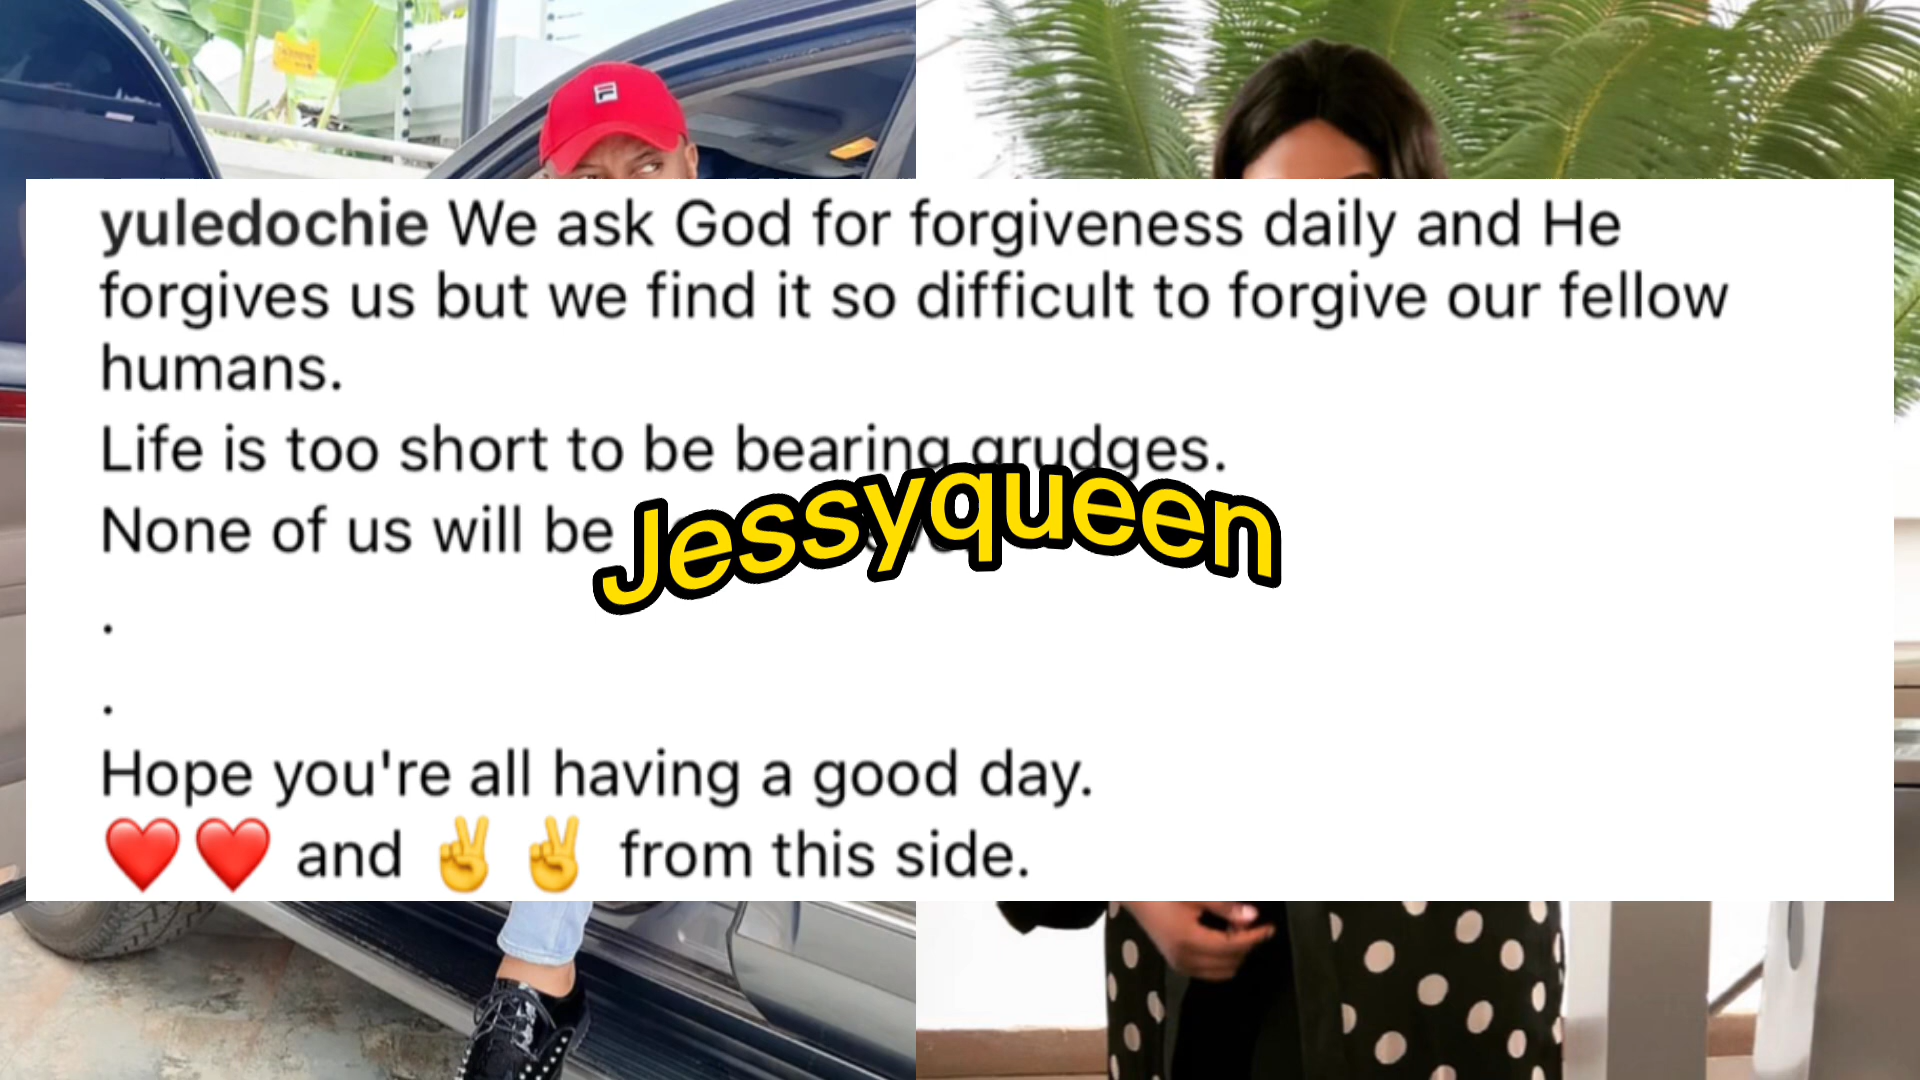 yuledochie We ask God for forgiveness daily and He
forgives us but we find it so difficult to forgive our fellow
humans.
Life is too short to be bearing grudges.
None of us will be
Jessyqueen
.
.
Hope you're all having a good day.
❤️❤️ and ✌️✌️ from this side.